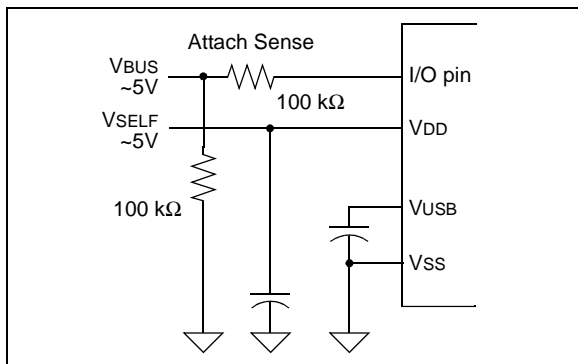 Attach Sense
VBUS
~5V
100 kΩ
I/O pin
VSELF
~5V
VDD
100 kΩ
VUSB
VSS